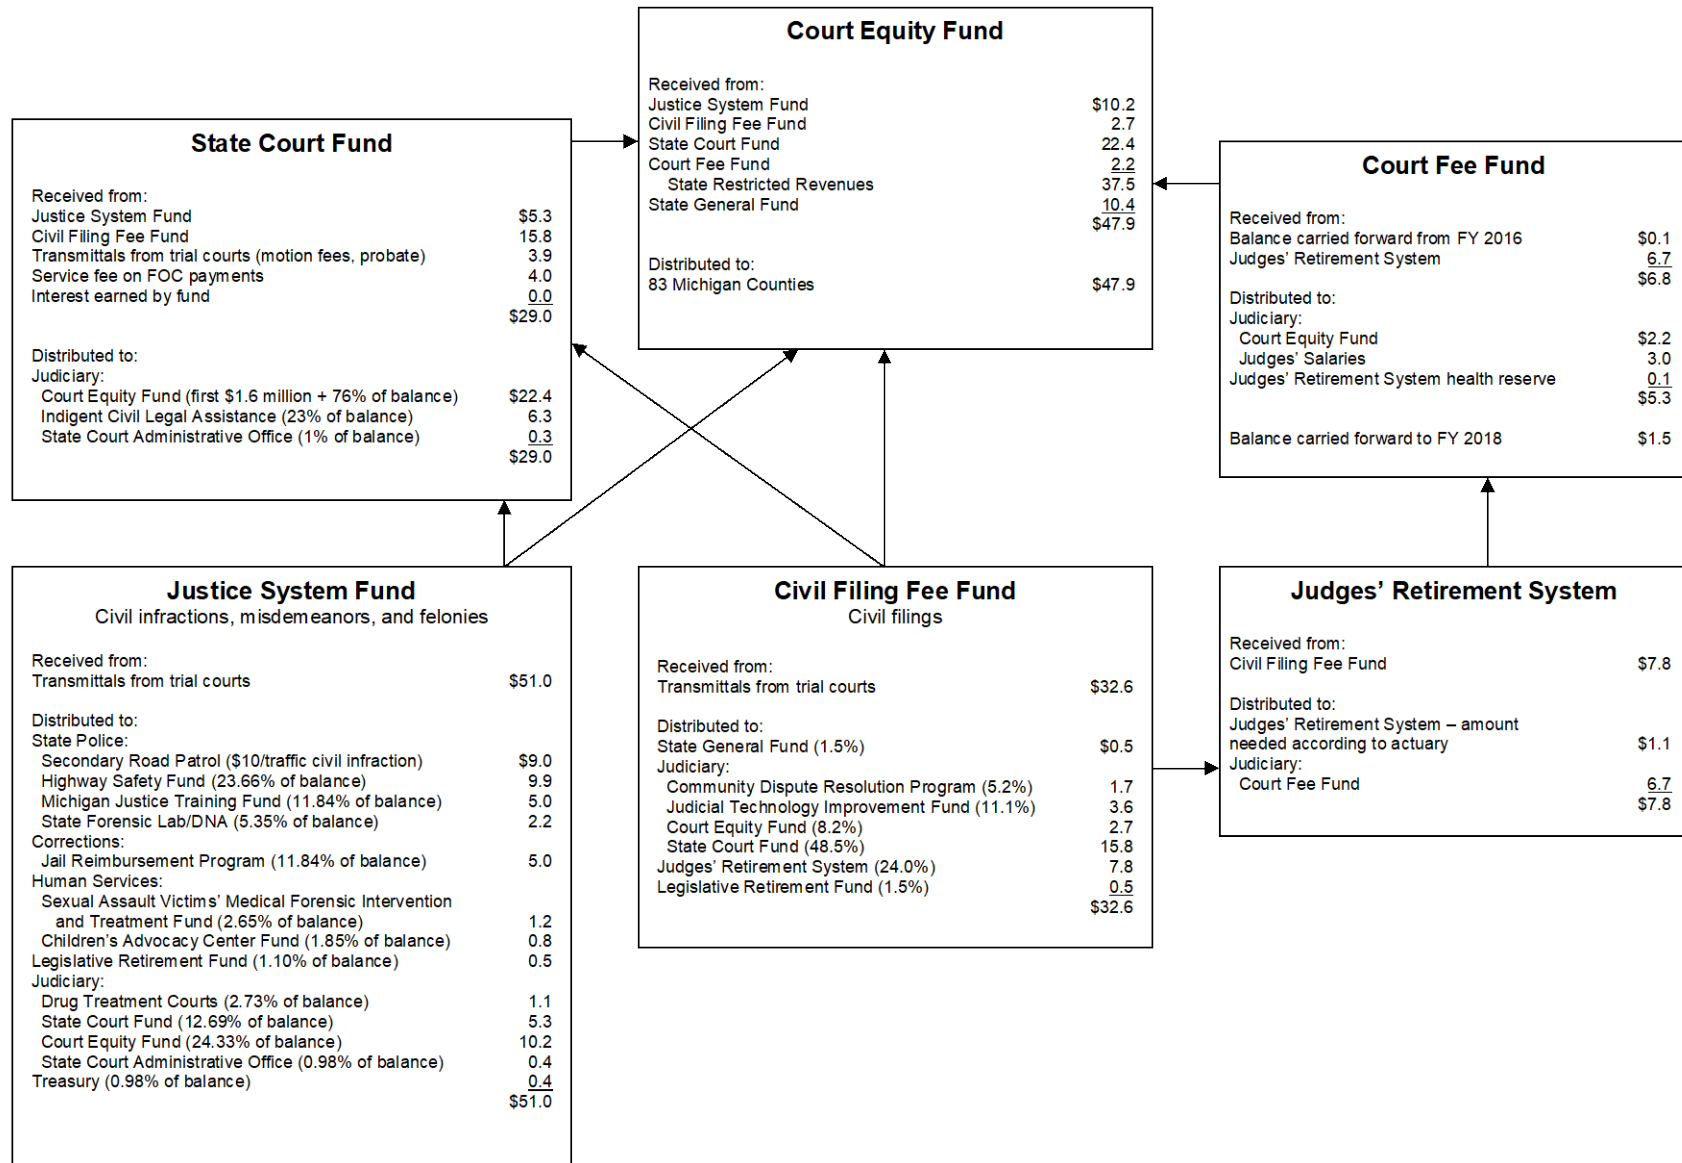 Court Equity Fund
Received from:
Justice System Fund $10.2
Civil Filing Fee Fund 2.7
State Court Fund 22.4
Court Fee Fund 2.2
State Restricted Revenues 37.5
State General Fund 10.4
$47.9
Distributed to:
83 Michigan Counties $47.9
State Court Fund
Received from:
Justice System Fund $5.3
Civil Filing Fee Fund 15.8
Transmittals from trial courts (motion fees, probate) 3.9
Service fee on FOC payments 4.0
Interest earned by fund 0.0
$29.0
Distributed to:
Judiciary:
Court Equity Fund (first $1.6 million + 76% of balance) $22.4
Indigent Civil Legal Assistance (23% of balance) 6.3
State Court Administrative Office (1% of balance) 0.3
$29.0
Court Fee Fund
Received from:
Balance carried forward from FY 2016 $0.1
Judges' Retirement System 6.7
$6.8
Distributed to:
Judiciary:
Court Equity Fund $2.2
Judges' Salaries 3.0
Judges' Retirement System health reserve 0.1
$5.3
Balance carried forward to FY 2018 $1.5
Justice System Fund
Civil infractions, misdemeanors, and felonies
Received from:
Transmittals from trial courts $51.0
Distributed to:
State Police:
Secondary Road Patrol ($10/traffic civil infraction) $9.0
Highway Safety Fund (23.66% of balance) 9.9
Michigan Justice Training Fund (11.84% of balance) 5.0
State Forensic Lab/DNA (5.35% of balance) 2.2
Corrections:
Jail Reimbursement Program (11.84% of balance) 5.0
Human Services:
Sexual Assault Victims' Medical Forensic Intervention
and Treatment Fund (2.65% of balance) 1.2
Children's Advocacy Center Fund (1.85% of balance) 0.8
Legislative Retirement Fund (1.10% of balance) 0.5
Judiciary:
Drug Treatment Courts (2.73% of balance) 1.1
State Court Fund (12.69% of balance) 5.3
Court Equity Fund (24.33% of balance) 10.2
State Court Administrative Office (0.98% of balance) 0.4
Treasury (0.98% of balance) 0.4
$51.0
Civil Filing Fee Fund
Civil filings
Received from:
Transmittals from trial courts $32.6
Distributed to:
State General Fund (1.5%) $0.5
Judiciary:
Community Dispute Resolution Program (5.2%) 1.7
Judicial Technology Improvement Fund (11.1%) 3.6
Court Equity Fund (8.2%) 2.7
State Court Fund (48.5%) 15.8
Judges' Retirement System (24.0%) 7.8
Legislative Retirement Fund (1.5%) 0.5
$32.6
Judges' Retirement System
Received from:
Civil Filing Fee Fund $7.8
Distributed to:
Judges' Retirement System – amount
needed according to actuary $1.1
Judiciary:
Court Fee Fund 6.7
$7.8